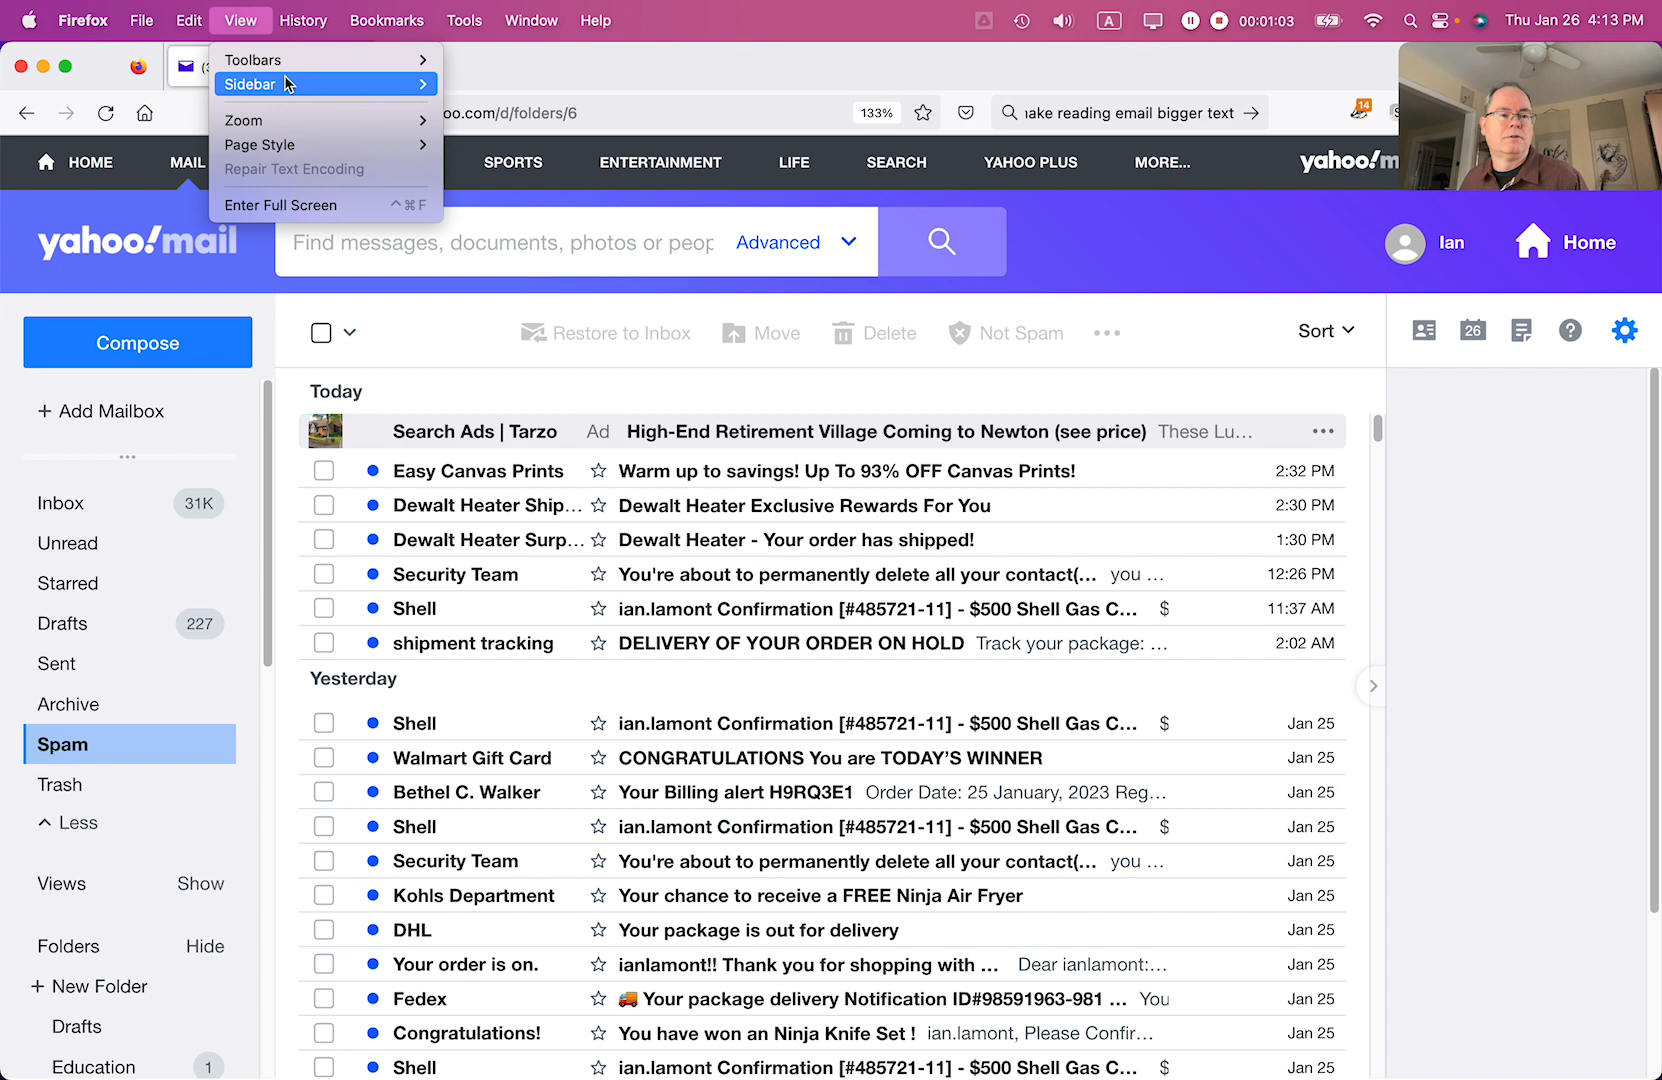 Firefox File Edit View History Bookmarks Tools Window Help
A 00:01:03 Thu Jan 26 4:13 PM
Toolbars
Sidebar
Zoom
Page Style
Repair Text Encoding
Enter Full Screen ^⌘F
oo.com/d/folders/6 133% ake reading email bigger text 14
HOME MAIL SPORTS ENTERTAINMENT LIFE SEARCH YAHOO PLUS MORE... yahoo!m
yahoo!mail Find messages, documents, photos or peop Advanced Ian Home
Compose
+ Add Mailbox
Inbox 31K
Unread
Starred
Drafts 227
Sent
Archive
Spam
Trash
Less
Views Show
Folders Hide
+ New Folder
Drafts
Education 1
Restore to Inbox Move Delete Not Spam ••• Sort
26
Today
Search Ads | Tarzo Ad High-End Retirement Village Coming to Newton (see price) These Lu... •••
Easy Canvas Prints Warm up to savings! Up To 93% OFF Canvas Prints! 2:32 PM
Dewalt Heater Ship... Dewalt Heater Exclusive Rewards For You 2:30 PM
Dewalt Heater Surp... Dewalt Heater - Your order has shipped! 1:30 PM
Security Team You're about to permanently delete all your contact(... you ... 12:26 PM
Shell ian.lamont Confirmation [#485721-11] - $500 Shell Gas C... $ 11:37 AM
shipment tracking DELIVERY OF YOUR ORDER ON HOLD Track your package: ... 2:02 AM
Yesterday
Shell ian.lamont Confirmation [#485721-11] - $500 Shell Gas C... $ Jan 25
Walmart Gift Card CONGRATULATIONS You are TODAY’S WINNER Jan 25
Bethel C. Walker Your Billing alert H9RQ3E1 Order Date: 25 January, 2023 Reg... Jan 25
Shell ian.lamont Confirmation [#485721-11] - $500 Shell Gas C... $ Jan 25
Security Team You're about to permanently delete all your contact(... you ... Jan 25
Kohls Department Your chance to receive a FREE Ninja Air Fryer Jan 25
DHL Your package is out for delivery Jan 25
Your order is on. ianlamont!! Thank you for shopping with ... Dear ianlamont:... Jan 25
Fedex 🚚 Your package delivery Notification ID#98591963-981 ... You Jan 25
Congratulations! You have won an Ninja Knife Set ! ian.lamont, Please Confir... Jan 25
Shell ian.lamont Confirmation [#485721-11] - $500 Shell Gas C... $ Jan 25